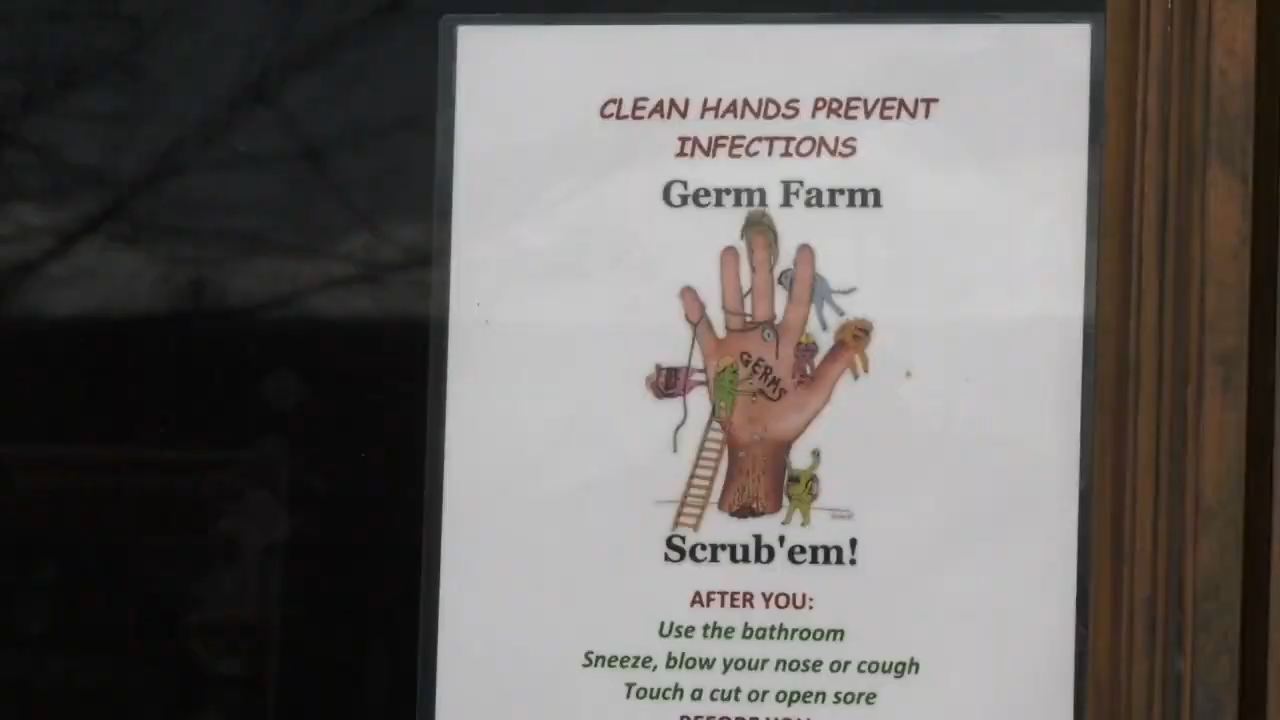 CLEAN HANDS PREVENT
INFECTIONS
Germ Farm
GERMS
Scrub'em!
AFTER YOU:
Use the bathroom
Sneeze, blow your nose or cough
Touch a cut or open sore